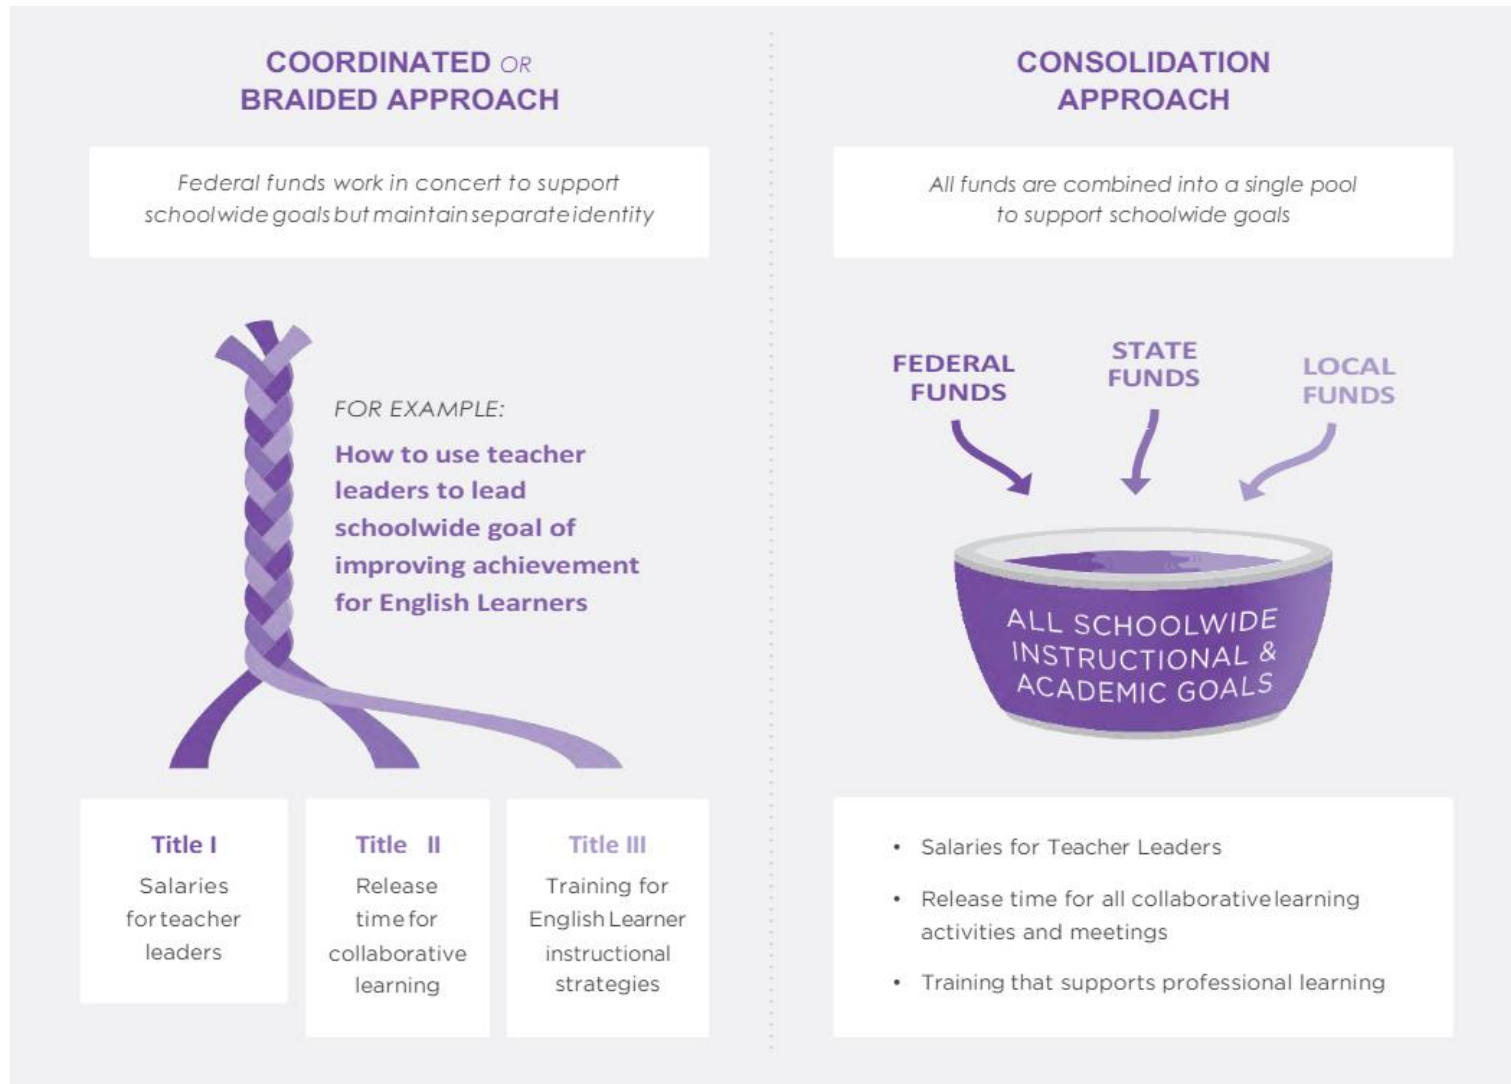 COORDINATED OR
BRAIDED APPROACH
Federal funds work in concert to support
schoolwide goals but maintain separate identity
FOR EXAMPLE:
How to use teacher
leaders to lead
schoolwide goal of
improving achievement
for English Learners
Title I
Salaries
for teacher
leaders
Title II
Release
time for
collaborative
learning
Title III
Training for
English Learner
instructional
strategies
CONSOLIDATION
APPROACH
All funds are combined into a single pool
to support schoolwide goals
FEDERAL
FUNDS
STATE
FUNDS
LOCAL
FUNDS
ALL SCHOOLWIDE
INSTRUCTIONAL &
ACADEMIC GOALS
• Salaries for Teacher Leaders
• Release time for all collaborative learning
activities and meetings
• Training that supports professional learning